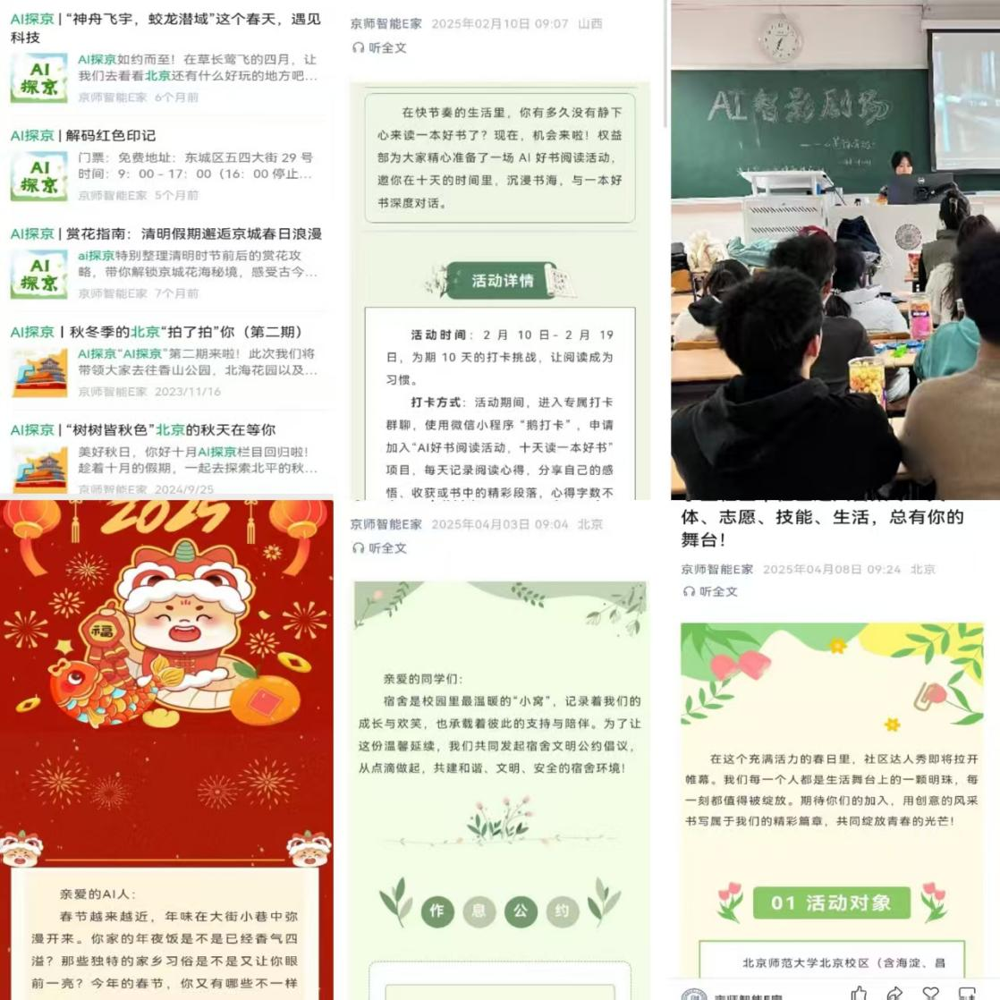 AI探京 | “神舟飞宇，蛟龙潜域”这个春天，遇见
科技
AI
探京
AI探京如约而至！在草长莺飞的四月，让
我们去看看北京还有什么好玩的地方吧...
京师智能E家 6个月前
AI探京 | 解码红色印记
AI
探京
门票：免费地址：东城区五四大街 29 号
时间：9：00 – 17：00（16：00 停止...
京师智能E家 5个月前
AI探京 | 赏花指南：清明假期邂逅京城春日浪漫
AI
探京
ai探京特别整理清明时节前后的赏花攻
略，带你解锁京城花海秘境，感受古今...
京师智能E家 7个月前
AI探京丨秋冬季的北京“拍了拍”你（第二期）
AI探京“AI探京”第二期来啦！此次我们将
带领大家去往香山公园，北海花园以及...
京师智能E家 2023/11/16
AI探京 | “树树皆秋色”北京的秋天在等你
美好秋日，你好十月AI探京栏目回归啦！
趁着十月的假期，一起去探索北平的秋...
京师智能E家 2024/9/25
京师智能E家 2025年02月10日 09:07 山西
听全文
在快节奏的生活里，你有多久没有静下
心来读一本好书了？现在，机会来啦！权益
部为大家精心准备了一场 AI 好书阅读活动，
邀你在十天的时间里，沉浸书海，与一本好
书深度对话。
活动详情
活动时间：2 月 10 日– 2 月 19
日，为期 10 天的打卡挑战，让阅读成为
习惯。
打卡方式：活动期间，进入专属打卡
群聊，使用微信小程序 “鹅打卡” ，申请
加入“AI好书阅读活动，十天读一本好书”
项目，每天记录阅读心得，分享自己的感
悟、收获或书中的精彩段落，心得字数不
AI智影剧场
2025
福
亲爱的AI人：
春节越来越近，年味在大街小巷中弥
漫开来。你家的年夜饭是不是已经香气四
溢？那些独特的家乡习俗是不是又让你眼
前一亮？今年的春节，你又有哪些不一样
京师智能E家 2025年04月03日 09:04 北京
听全文
亲爱的同学们：
宿舍是校园里最温暖的“小窝”，记录着我们的
成长与欢笑，也承载着彼此的支持与陪伴。为了让
这份温馨延续，我们共同发起宿舍文明公约倡议，
从点滴做起，共建和谐、文明、安全的宿舍环境！
作息公约
体、志愿、技能、生活，总有你的
舞台！
京师智能E家 2025年04月08日 09:24 北京
听全文
在这个充满活力的春日里，社区达人秀即将拉开
帷幕。我们每一个人都是生活舞台上的一颗明珠，每
一刻都值得被绽放。期待你们的加入，用创意的风采
书写属于我们的精彩篇章，共同绽放青春的光芒！
01 活动对象
北京师范大学北京校区（含海淀、昌
京师智能E家